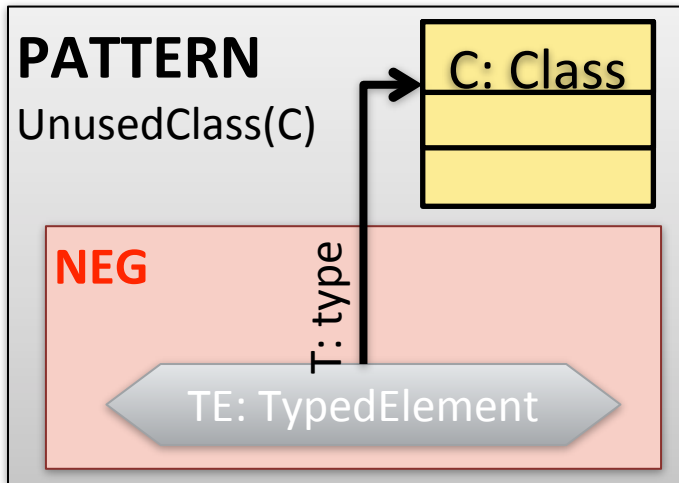 PATTERN
UnusedClass(C)
C: Class
NEG
T: type
TE: TypedElement